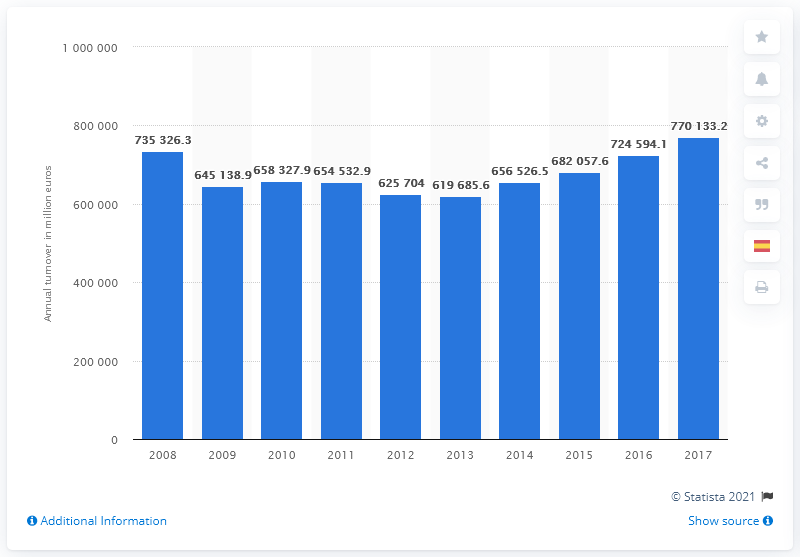 1 000 000
800 000
600 000
400 000
200 000
0
Annual turnover in million euros
735 326.3
645 138.9
658 327.9
654 532.9
625 704
619 685.6
656 526.5
682 057.6
724 594.1
770 133.2
2008 2009 2010 2011 2012 2013 2014 2015 2016 2017
© Statista 2021
Additional Information
Show source